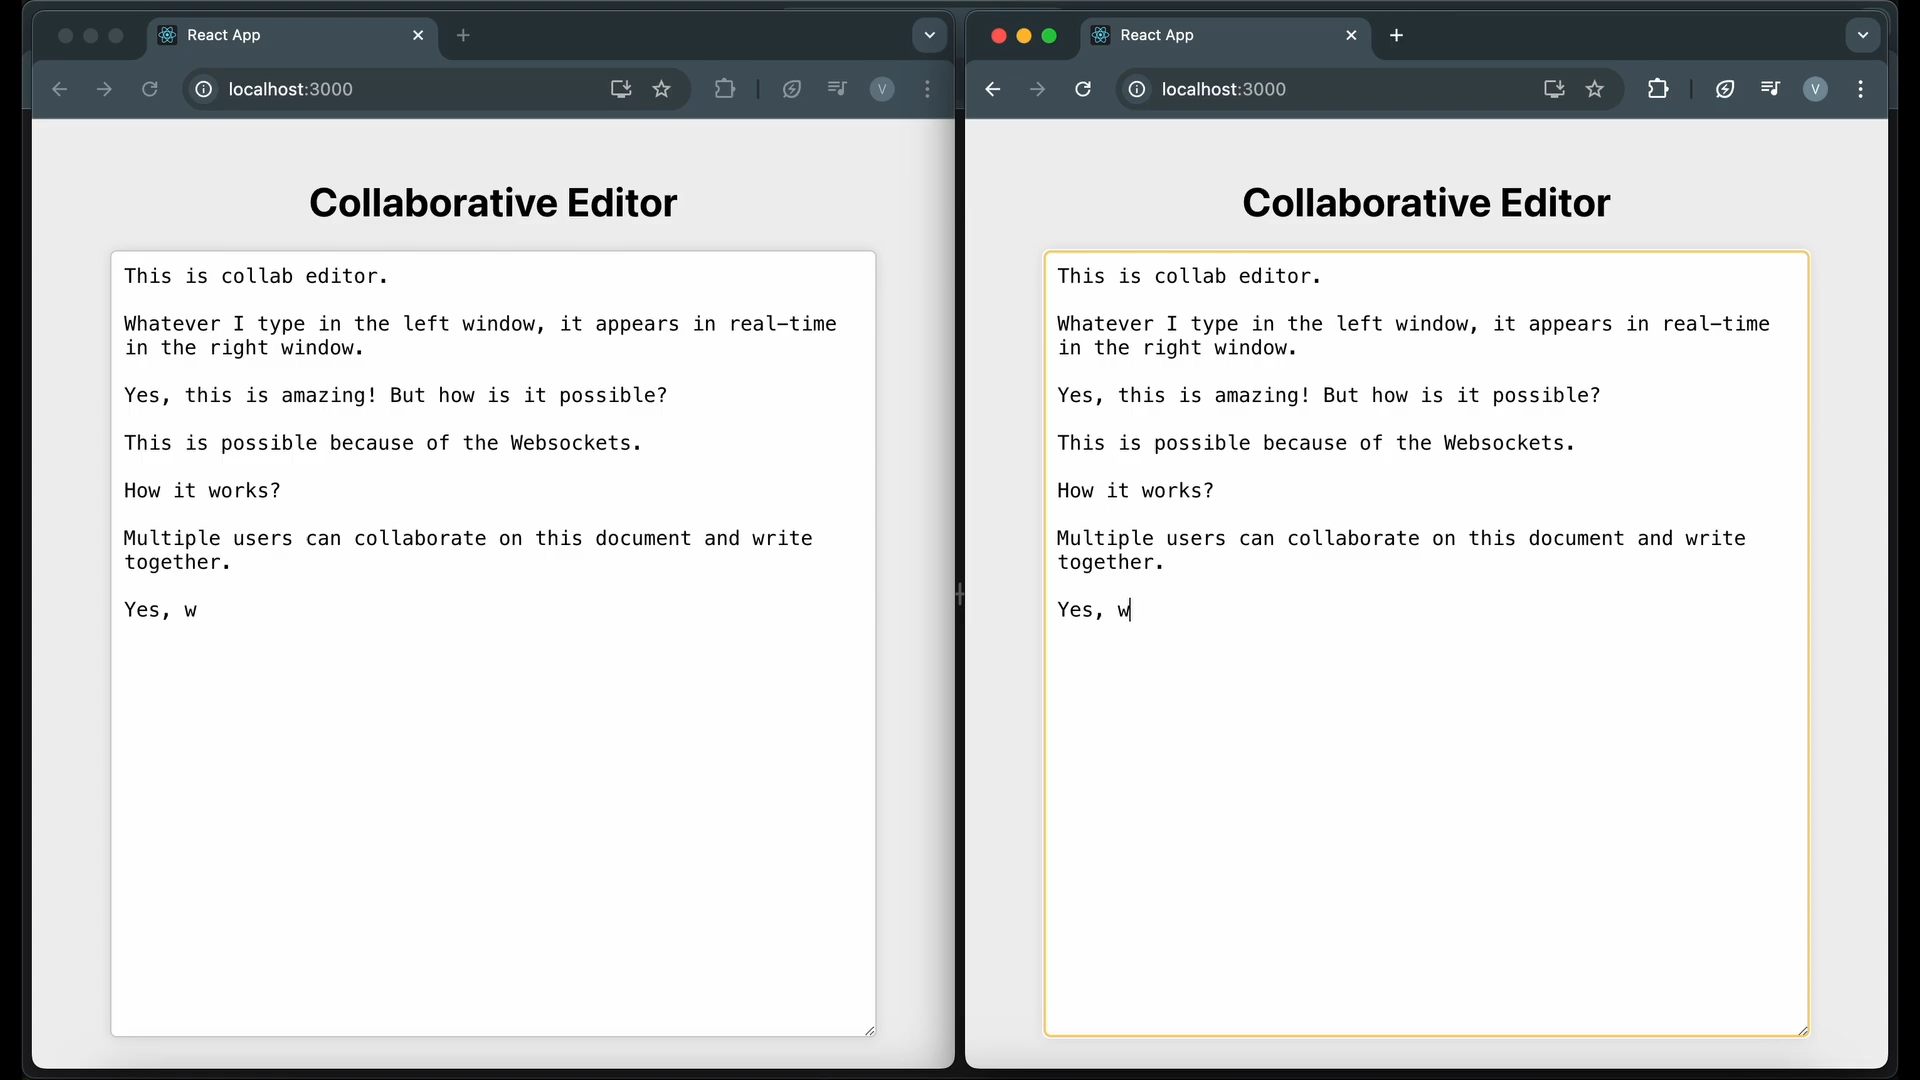 React App
localhost:3000
V
Collaborative Editor
This is collab editor.
Whatever I type in the left window, it appears in real-time
in the right window.
Yes, this is amazing! But how is it possible?
This is possible because of the Websockets.
How it works?
Multiple users can collaborate on this document and write
together.
Yes, w
React App
localhost:3000
V
Collaborative Editor
This is collab editor.
Whatever I type in the left window, it appears in real-time
in the right window.
Yes, this is amazing! But how is it possible?
This is possible because of the Websockets.
How it works?
Multiple users can collaborate on this document and write
together.
Yes, w